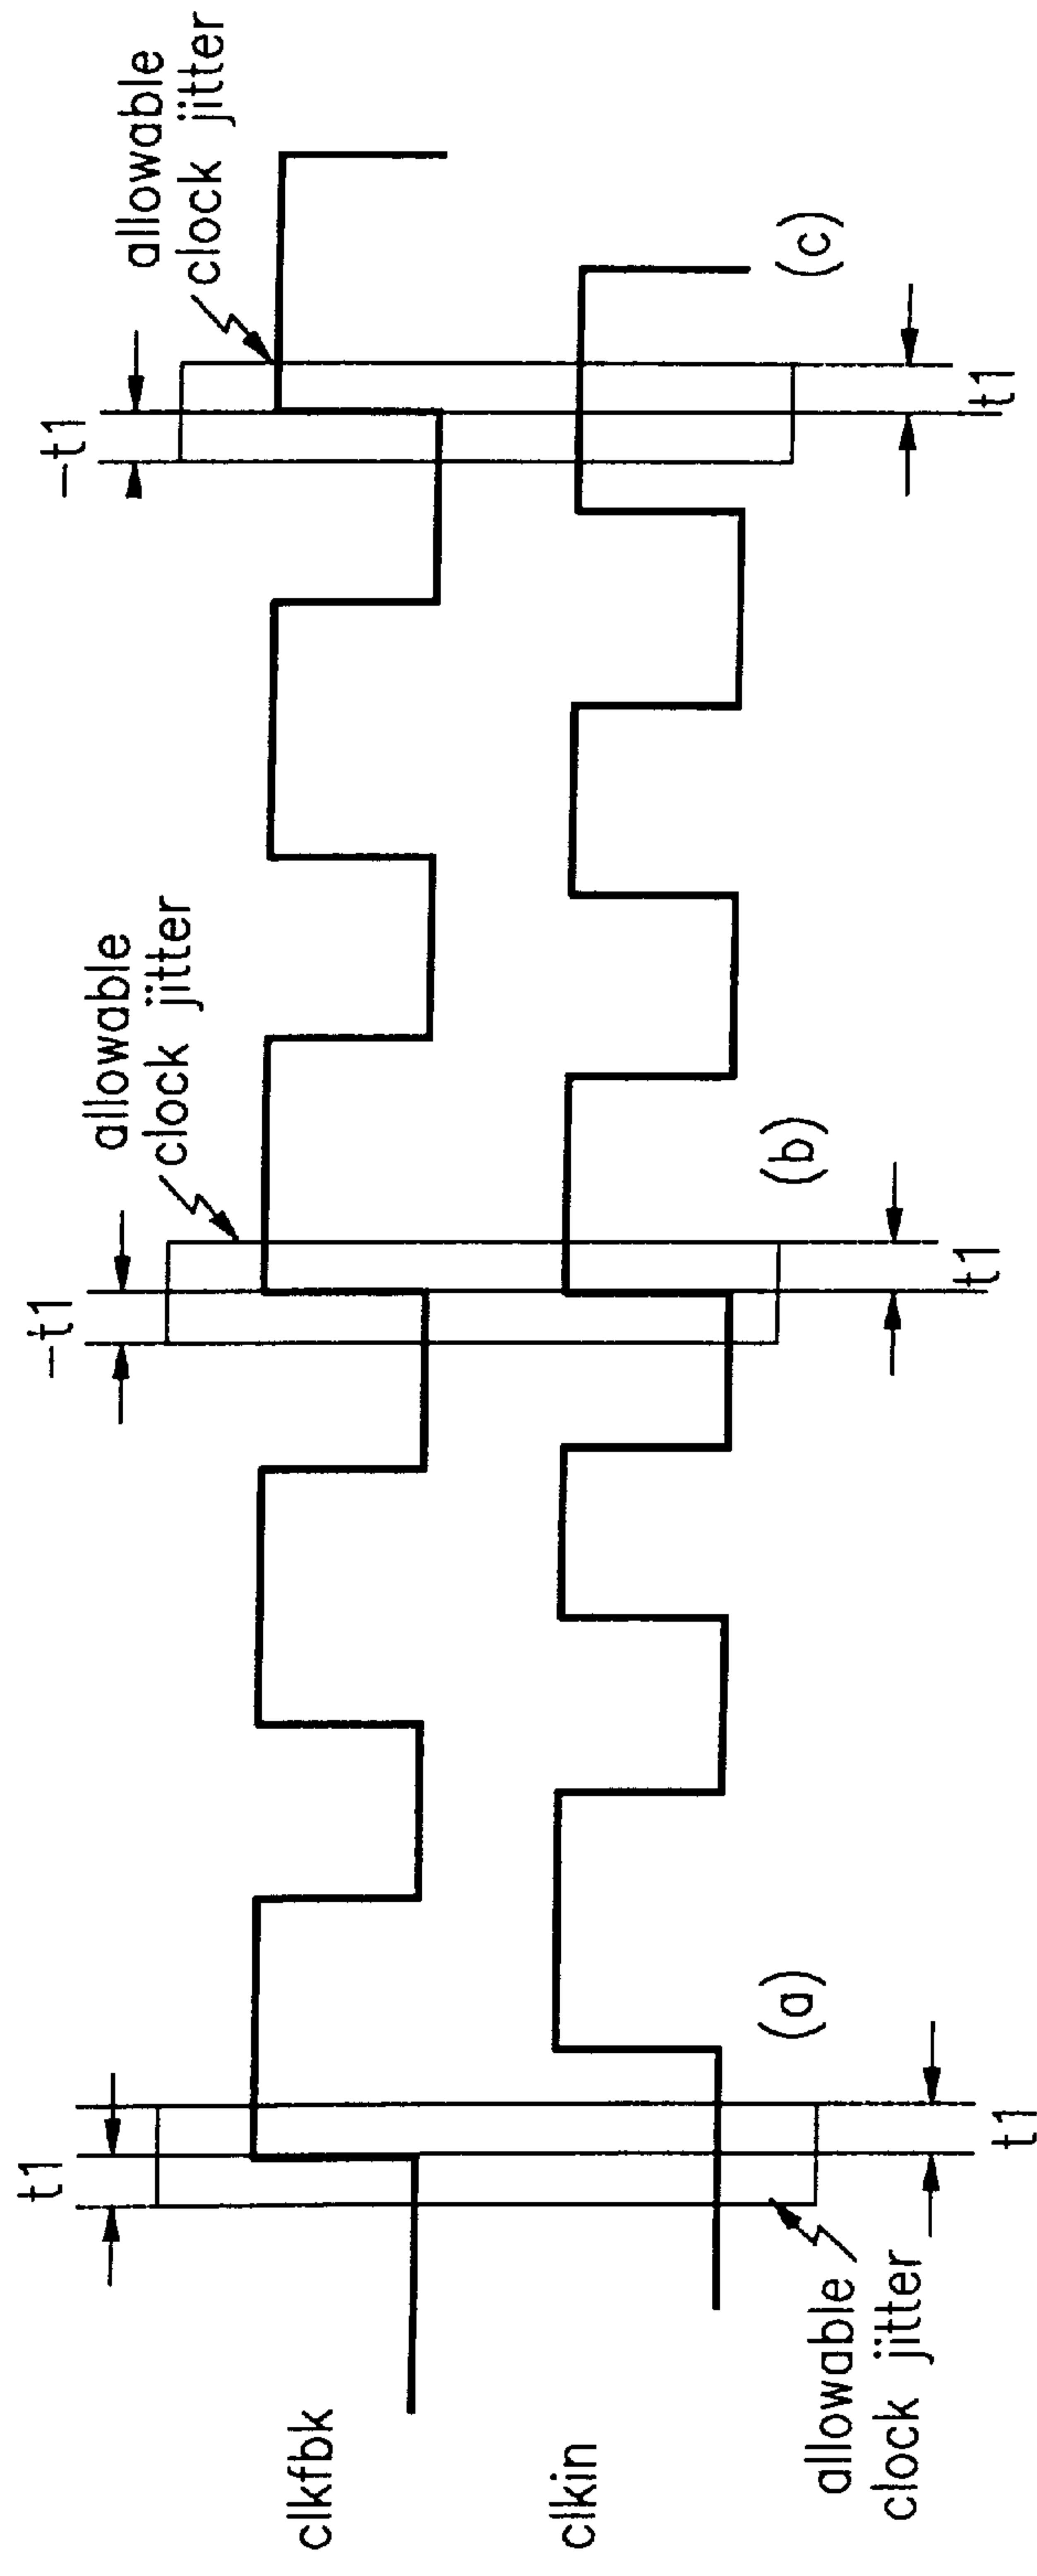 t1
-t1
allowable
clock jitter
-t1
allowable
clock jitter
clkfbk
clkin
allowable
clock jitter
(a)
t1
(b)
t1
(c)
t1